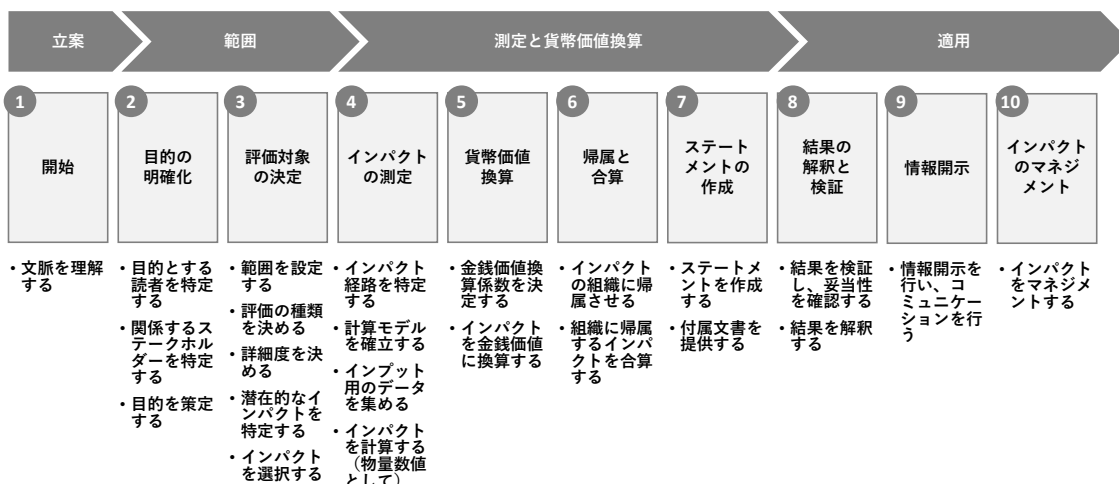 立案
範囲
測定と貨幣価値換算
適用
1
開始
・文脈を理解
する
2
目的の
明確化
・目的とする
読者を特定
する
・関係するス
テークホル
ダーを特定
する
・目的を策定
する
3
評価対象
の決定
・範囲を設定
する
・評価の種類
を決める
・詳細度を決
める
・潜在的なイ
ンパクトを
特定する
・インパクト
を選択する
4
インパクト
の測定
・インパクト
経路を特定
する
・計算モデル
を確立する
・インプット
用のデータ
を集める
・インパクト
を計算する
（物量数値
として）
5
貨幣価値
換算
・金銭価値換
算係数を決
定する
・インパクト
を金銭価値
に換算する
6
帰属と
合算
・インパクト
の組織に帰
属させる
・組織に帰属
するインパ
クトを合算
する
7
ステート
メントの
作成
・ステートメ
ントを作成
する
・付属文書を
提供する
8
結果の
解釈と
検証
・結果を検証
し、妥当性
を確認する
・結果を解釈
する
9
情報開示
・情報開示を
行い、コ
ミュニケー
ションを行
う
10
インパクト
のマネジ
メント
・インパクト
をマネジメ
ントする